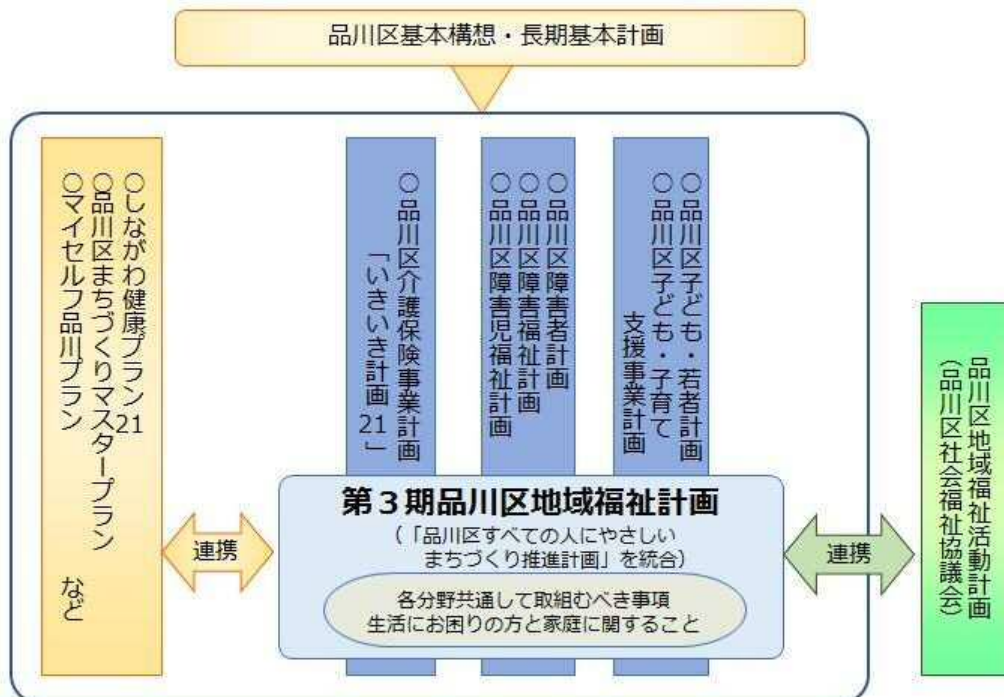 品川区基本構想・長期基本計画
○しながわ健康プラン21
○品川区まちづくりマスタープラン
○マイセルフ品川プラン など
○品川区介護保険事業計画
「いきいき計画21」
○品川区障害者計画
○品川区障害福祉計画
○品川区障害児福祉計画
○品川区子ども・若者計画
○品川区子ども・子育て
支援事業計画
品川区地域福祉活動計画
(品川区社会福祉協議会)
第3期品川区地域福祉計画
(「品川区すべての人にやさしい
まちづくり推進計画」を統合)
連携
連携
各分野共通して取組むべき事項
生活にお困りの方と家庭に関すること